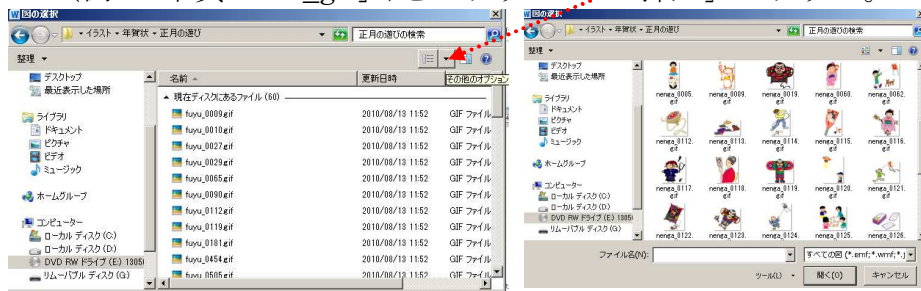 図の選択
イラスト ・ 年賀状 ・ 正月の遊び
正月の遊びの検索
整理
その他のオプション
デスクトップ
最近表示した場所
ライブラリ
ドキュメント
ピクチャ
ビデオ
ミュージック
ホームグループ
コンピューター
ローカル ディスク (C:)
ローカル ディスク (D:)
DVD RW ドライブ (E:) 1305
リムーバブル ディスク (G:)
名前
更新日時
現在ディスクにあるファイル (60)
fuyu_0009.gif 2010/08/13 11:52 GIF ファイル
fuyu_0010.gif 2010/08/13 11:52 GIF ファイル
fuyu_0027.gif 2010/08/13 11:52 GIF ファイル
fuyu_0029.gif 2010/08/13 11:52 GIF ファイル
fuyu_0065.gif 2010/08/13 11:52 GIF ファイル
fuyu_0090.gif 2010/08/13 11:52 GIF ファイル
fuyu_0112.gif 2010/08/13 11:52 GIF ファイル
fuyu_0119.gif 2010/08/13 11:52 GIF ファイル
fuyu_0181.gif 2010/08/13 11:52 GIF ファイル
fuyu_0454.gif 2010/08/13 11:52 GIF ファイル
fuyu_0505.gif 2010/08/13 11:52 GIF ファイル
図の選択
イラスト ・ 年賀状 ・ 正月の遊び
正月の遊びの検索
整理
デスクトップ
最近表示した場所
ライブラリ
ドキュメント
ピクチャ
ビデオ
ミュージック
ホームグループ
コンピューター
ローカル ディスク (C:)
ローカル ディスク (D:)
DVD RW ドライブ (E:) 1305
リムーバブル ディスク (G:)
nenga_0085.gif nenga_0089.gif nenga_0019.gif nenga_0060.gif nenga_0062.gif
nenga_0112.gif nenga_0113.gif nenga_0114.gif nenga_0115.gif nenga_0116.gif
nenga_0117.gif nenga_0118.gif nenga_0119.gif nenga_0120.gif nenga_0121.gif
nenga_0122. nenga_0123. nenga_0124. nenga_0125. nenga_0126.
ファイル名(N):
すべての図 (*.emf;*.wmf;*.j
ツール(L)
開く(O)
キャンセル